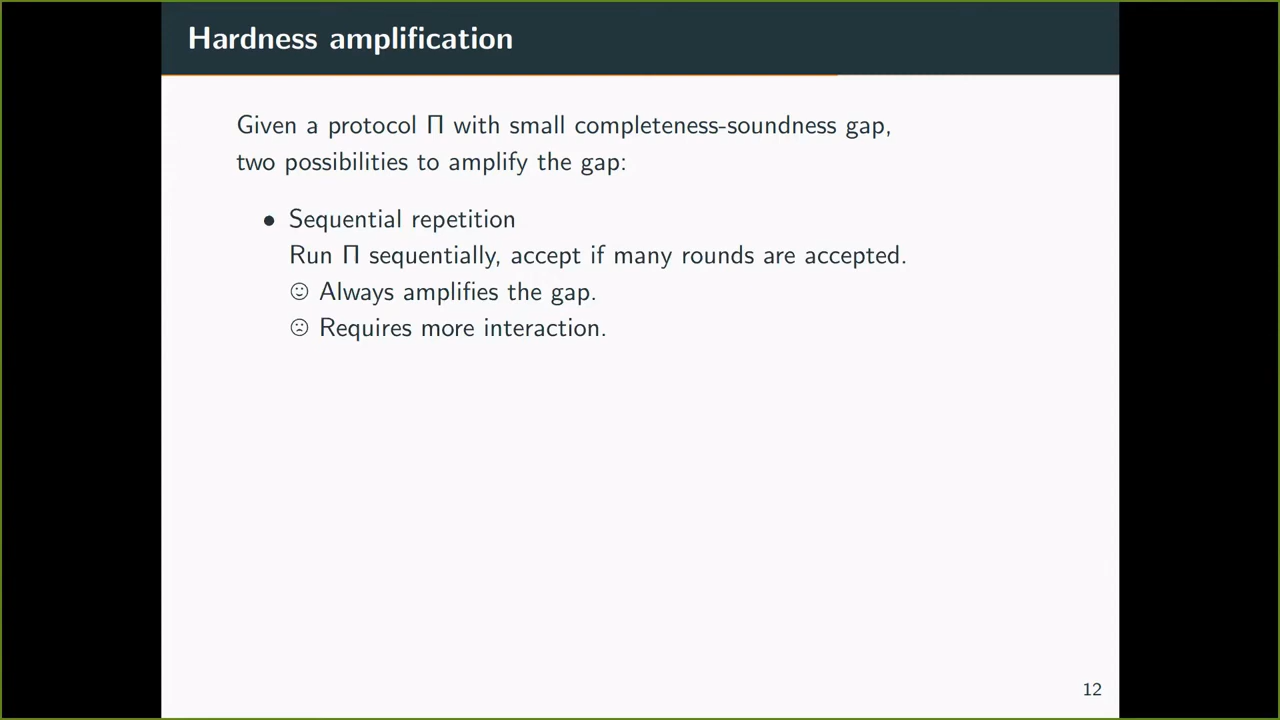 Hardness amplification
Given a protocol Π with small completeness-soundness gap,
two possibilities to amplify the gap:
• Sequential repetition
Run Π sequentially, accept if many rounds are accepted.
☺ Always amplifies the gap.
☹ Requires more interaction.
12